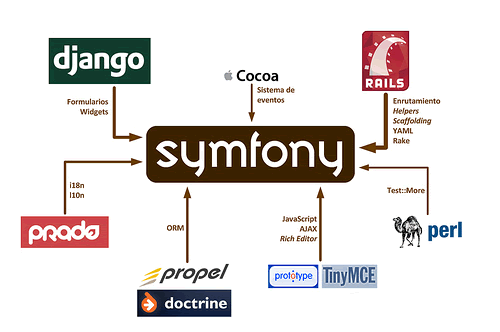 django
Cocoa
RAILS
Formularios
Widgets
Sistema de
eventos
Enrutamiento
Helpers
Scaffolding
YAML
Rake
symfony
i18n
l10n
Test::More
prado
ORM
JavaScript
AJAX
Rich Editor
perl
propel
doctrine
prototype
TinyMCE